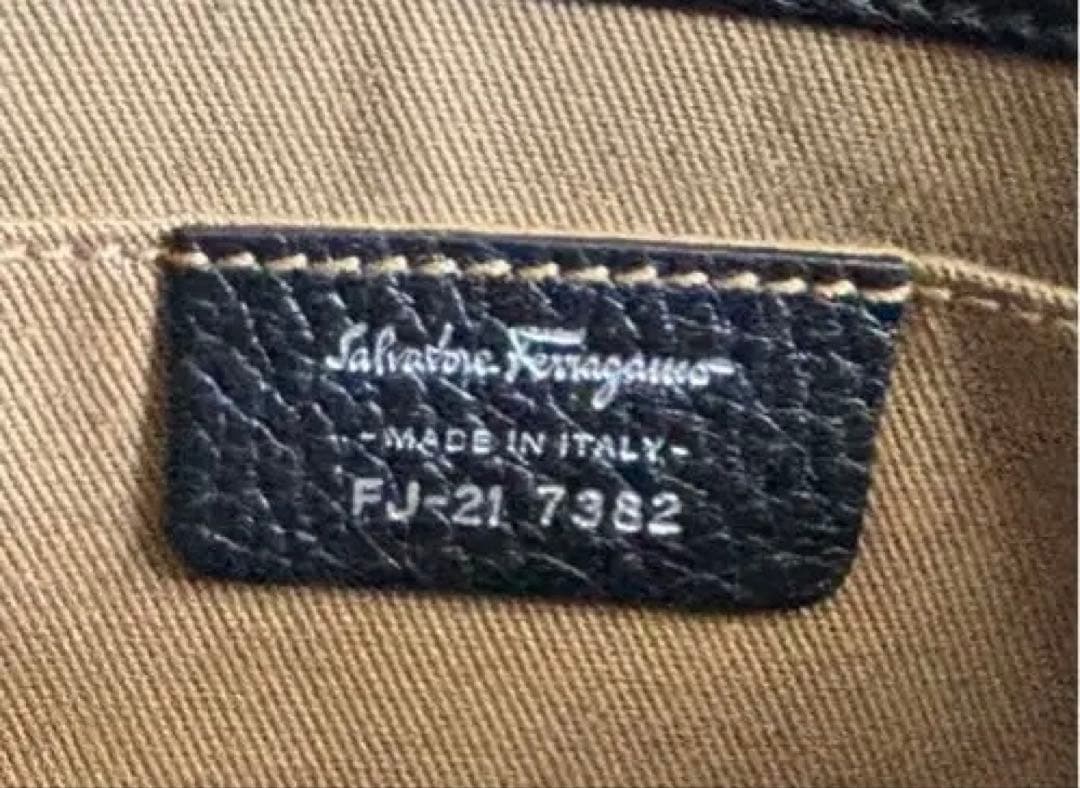 Salvatore Ferragamo
-MADE IN ITALY-
FJ-21 7382